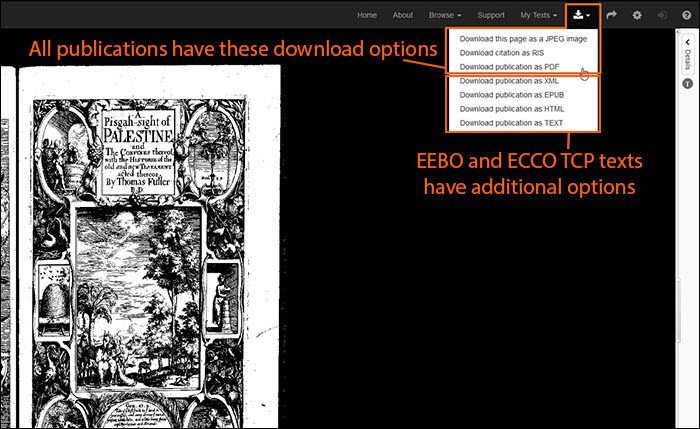 Home About Browse Support My Texts
All publications have these download options
Download this page as a JPEG image
Download citation as RIS
Download publication as PDF
Download publication as XML
Download publication as EPUB
Download publication as HTML
Download publication as TEXT
Details
T
EEBO and ECCO TCP texts
have additional options
A
Pisgah-sight of
PALESTINE
and
The CONFINES thereof,
with the HISTORIE of the
old and new TESTAMENT
acted thereon.
By Thomas Fuller
B.D.